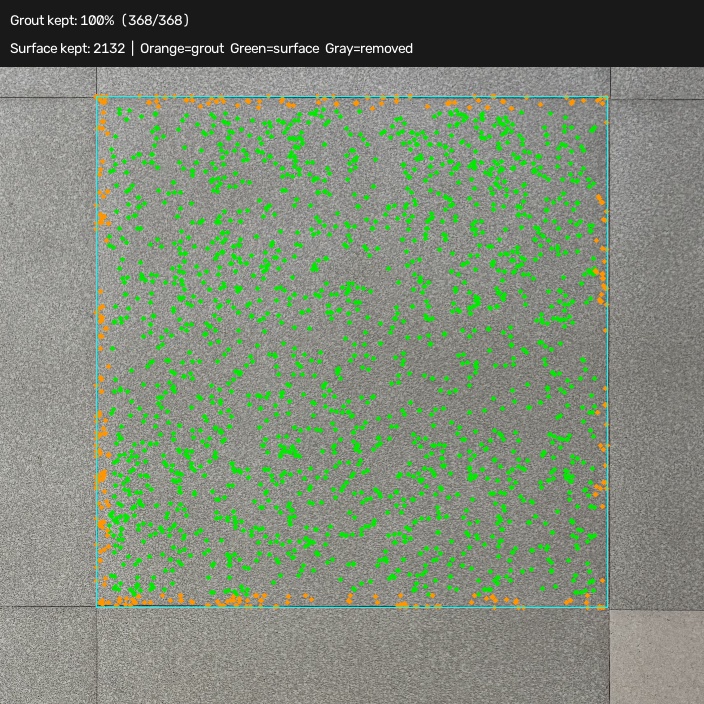 Grout kept: 100% (368/368)
Surface kept: 2132 | Orange=grout Green=surface Gray=removed